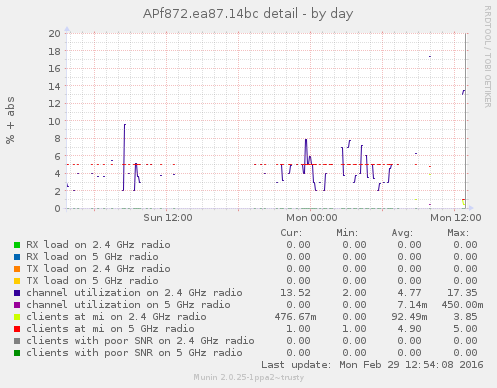 APf872.ea87.14bc detail - by day
RRDTOOL / TOBI OETIKER
% + abs
20
18
16
14
12
10
8
6
4
2
0
Sun 12:00 Mon 00:00 Mon 12:00
Cur: Min: Avg: Max:
RX load on 2.4 GHz radio 0.00 0.00 0.00 0.00
RX load on 5 GHz radio 0.00 0.00 0.00 0.00
TX load on 2.4 GHz radio 0.00 0.00 0.00 0.00
TX load on 5 GHz radio 0.00 0.00 0.00 0.00
channel utilization on 2.4 GHz radio 13.52 2.00 4.77 17.35
channel utilization on 5 GHz radio 0.00 0.00 7.14m 450.00m
clients at mi on 2.4 GHz radio 476.67m 0.00 92.49m 3.85
clients at mi on 5 GHz radio 1.00 1.00 4.90 5.00
clients with poor SNR on 2.4 GHz radio 0.00 0.00 0.00 0.00
clients with poor SNR on 5 GHz radio 0.00 0.00 0.00 0.00
Last update: Mon Feb 29 12:54:08 2016
Munin 2.0.25-1ppa2~trusty